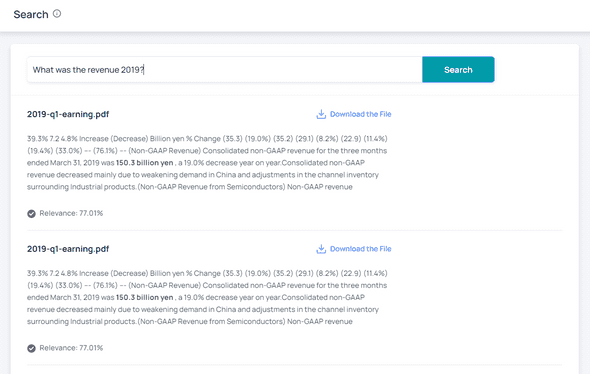 Search
What was the revenue 2019?
Search
2019-q1-earning.pdf
Download the File
39.3% 7.2 4.8% Increase (Decrease) Billion yen % Change (35.3) (19.0%) (35.2) (29.1) (8.2%) (22.9) (11.4%)
(19.4%) (33.0%) -- (76.1%) -- (Non-GAAP Revenue) Consolidated non-GAAP revenue for the three months
ended March 31, 2019 was 150.3 billion yen , a 19.0% decrease year on year.Consolidated non-GAAP
revenue decreased mainly due to weakening demand in China and adjustments in the channel inventory
surrounding Industrial products.(Non-GAAP Revenue from Semiconductors) Non-GAAP revenue
Relevance: 77.01%
2019-q1-earning.pdf
Download the File
39.3% 7.2 4.8% Increase (Decrease) Billion yen % Change (35.3) (19.0%) (35.2) (29.1) (8.2%) (22.9) (11.4%)
(19.4%) (33.0%) -- (76.1%) -- (Non-GAAP Revenue) Consolidated non-GAAP revenue for the three months
ended March 31, 2019 was 150.3 billion yen , a 19.0% decrease year on year.Consolidated non-GAAP
revenue decreased mainly due to weakening demand in China and adjustments in the channel inventory
surrounding Industrial products.(Non-GAAP Revenue from Semiconductors) Non-GAAP revenue
Relevance: 77.01%